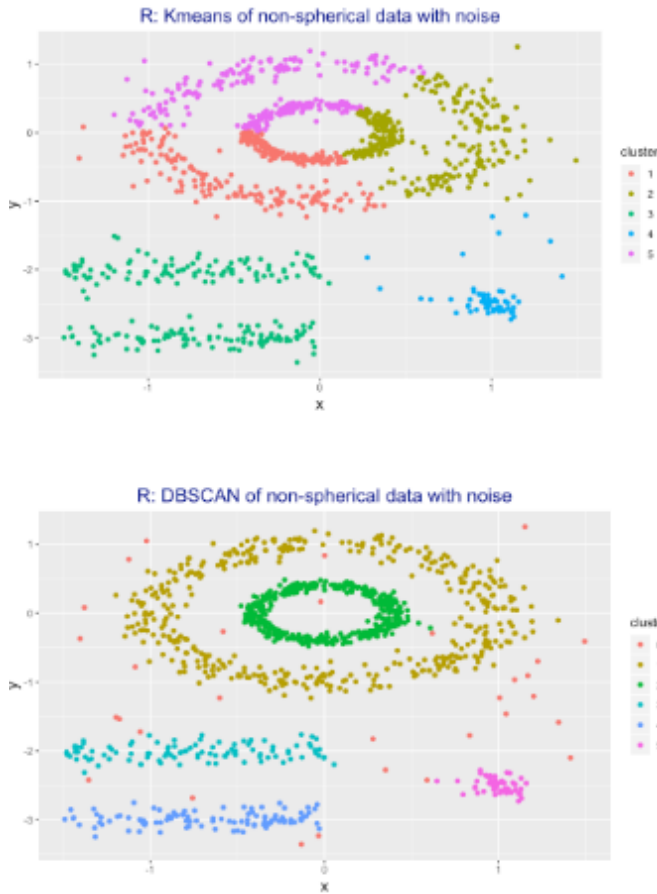 R: Kmeans of non-spherical data with noise
1
0
-1
-2
-3
y
-1
0
1
x
cluster
1
2
3
4
5
R: DBSCAN of non-spherical data with noise
1
0
-1
-2
-3
y
-1
0
1
x
clust